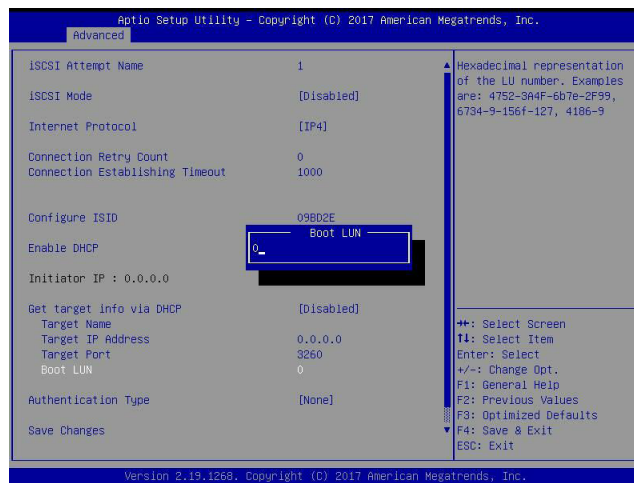 Aptio Setup Utility – Copyright (C) 2017 American Megatrends, Inc.
Advanced
iSCSI Attempt Name 1
iSCSI Mode [Disabled]
Internet Protocol [IP4]
Connection Retry Count 0
Connection Establishing Timeout 1000
Configure ISID 09BD2E
Boot LUN
0_
Enable DHCP
Initiator IP : 0.0.0.0
Get target info via DHCP [Disabled]
Target Name
Target IP Address 0.0.0.0
Target Port 3260
Boot LUN 0
Authentication Type [None]
Save Changes
Hexadecimal representation
of the LU number. Examples
are: 4752-3A4F-6b7e-2F99,
6734-9-156f-127, 4186-9
→←: Select Screen
↑↓: Select Item
Enter: Select
+/-: Change Opt.
F1: General Help
F2: Previous Values
F3: Optimized Defaults
F4: Save & Exit
ESC: Exit
Version 2.19.1268. Copyright (C) 2017 American Megatrends, Inc.